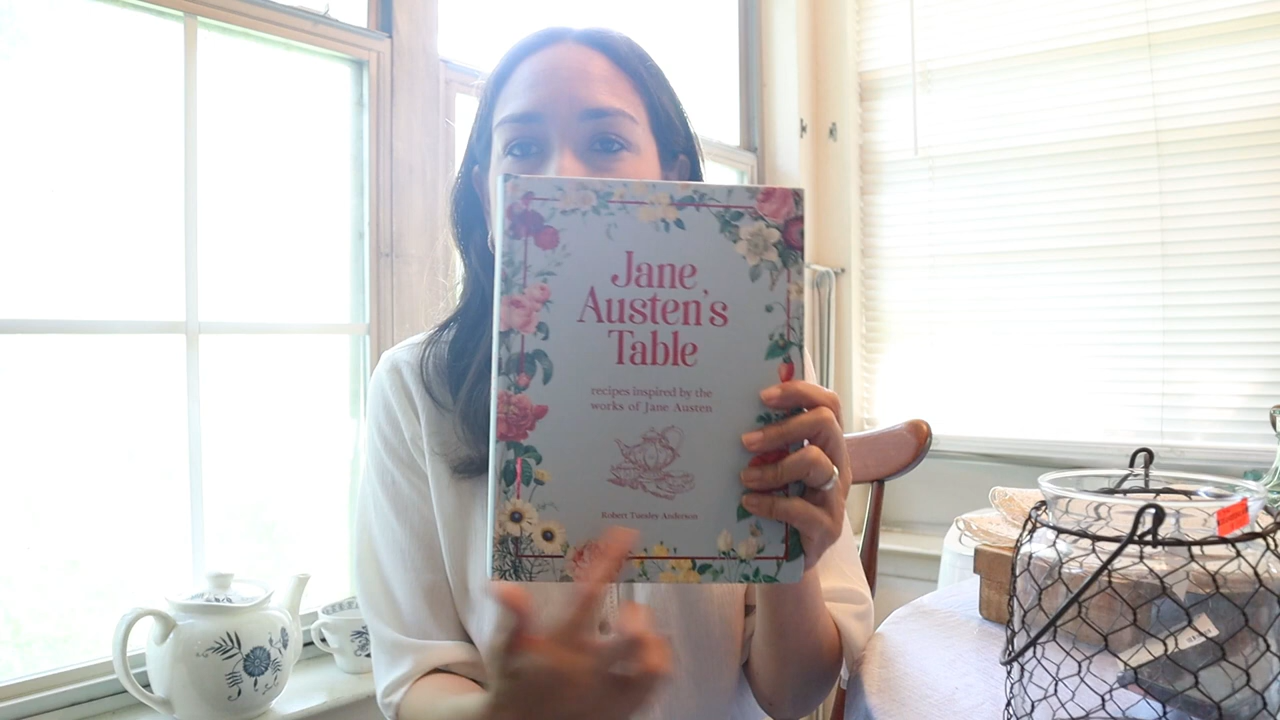 Jane
Austen's
Table
recipes inspired by the
works of Jane Austen
Robert Tuesley Anderson